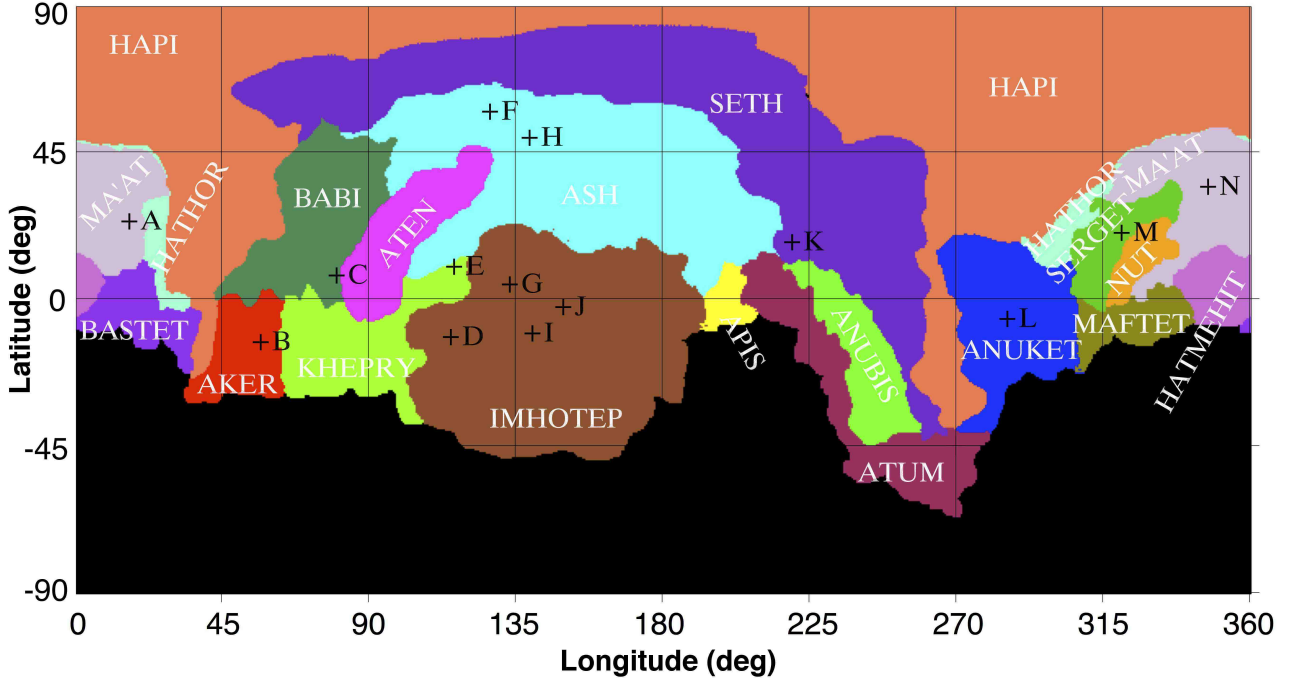 90
HAPI
HAPI
SETH
+F
+H
45
MA'AT
HATHOR
BABI
ASH
HATHOR
MA'AT
+N
+A
ATEN
SERGET
+M
+K
+E
+C
NUT
+G
+J
0
BASTET
+B
+D
+I
APIS
ANUBIS
+L
MAFTET
HATMEHIT
ANUKET
KHEPRY
AKER
IMHOTEP
-45
ATUM
-90
0 45 90 135 180 225 270 315 360
Latitude (deg)
Longitude (deg)